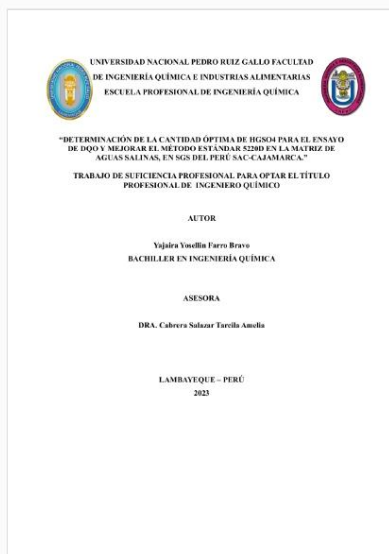 UNIVERSIDAD NACIONAL PEDRO RUIZ GALLO FACULTAD
DE INGENIERÍA QUÍMICA E INDUSTRIAS ALIMENTARIAS
ESCUELA PROFESIONAL DE INGENIERÍA QUÍMICA
“DETERMINACIÓN DE LA CANTIDAD ÓPTIMA DE HGSO4 PARA EL ENSAYO
DE DQO Y MEJORAR EL MÉTODO ESTÁNDAR 5220D EN LA MATRIZ DE
AGUAS SALINAS, EN SGS DEL PERÚ SAC-CAJAMARCA.”
TRABAJO DE SUFICIENCIA PROFESIONAL PARA OPTAR EL TÍTULO
PROFESIONAL DE INGENIERO QUÍMICO
AUTOR
Yajaira Yosellin Farro Bravo
BACHILLER EN INGENIERÍA QUÍMICA
ASESORA
DRA. Cabrera Salazar Tarcila Amelia
LAMBAYEQUE – PERÚ
2023